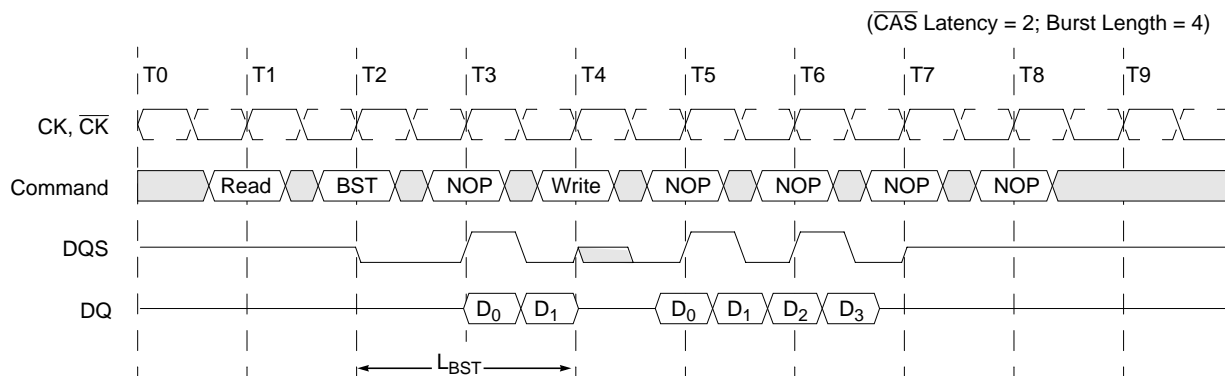 (CAS Latency = 2; Burst Length = 4)
T0 T1 T2 T3 T4 T5 T6 T7 T8 T9
CK, CK
Command Read BST NOP Write NOP NOP NOP NOP
DQS
DQ D0 D1 D0 D1 D2 D3
LBST